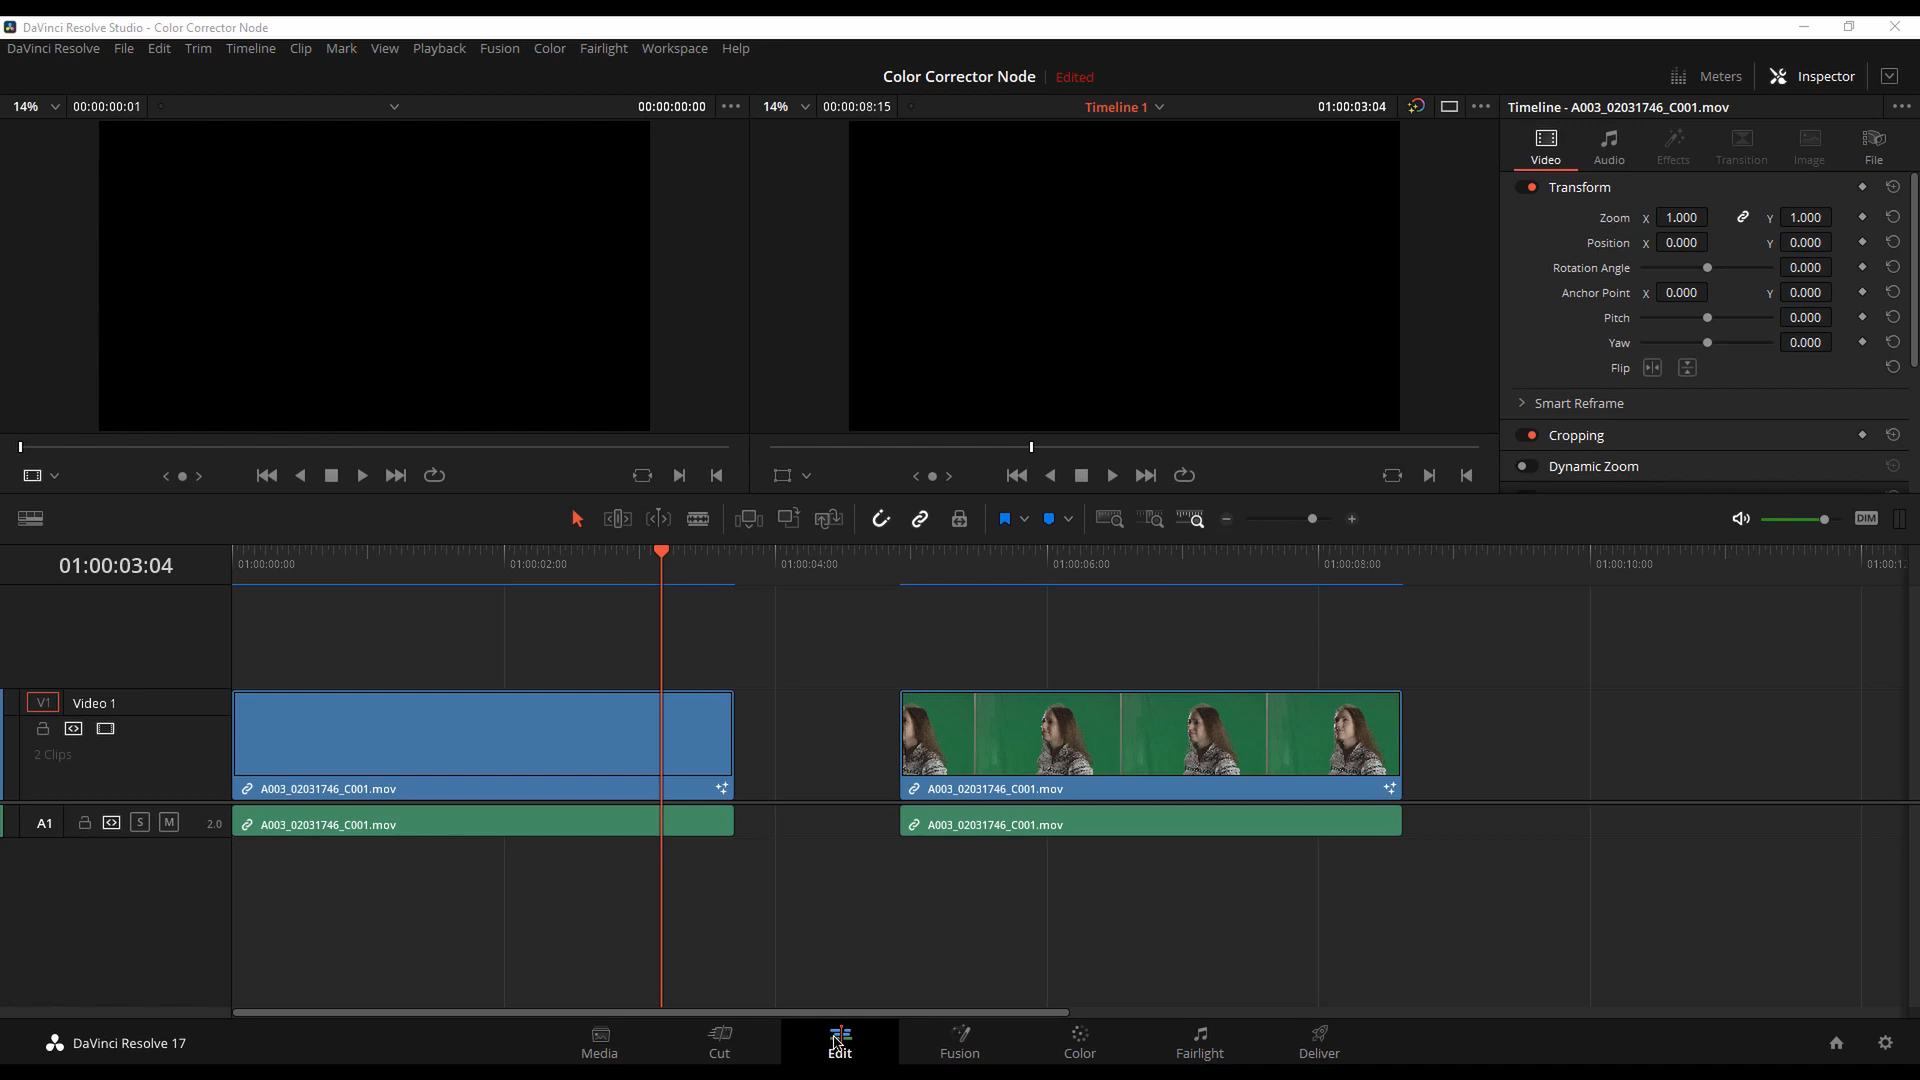 DaVinci Resolve Studio - Color Corrector Node
DaVinci Resolve File Edit Trim Timeline Clip Mark View Playback Fusion Color Fairlight Workspace Help
Color Corrector Node Edited Meters Inspector
14% 00:00:00:01 00:00:00:00 14% 00:00:08:15 Timeline 1 01:00:03:04 Timeline - A003_02031746_C001.mov
Video Audio Effects Transition Image File
Transform
Zoom X 1.000 Y 1.000
Position X 0.000 Y 0.000
Rotation Angle 0.000
Anchor Point X 0.000 Y 0.000
Pitch 0.000
Yaw 0.000
Flip
Smart Reframe
Cropping
Dynamic Zoom
DIM
01:00:03:04 01:00:00:00 01:00:02:00 01:00:04:00 01:00:06:00 01:00:08:00 01:00:10:00
V1 Video 1
2 Clips
A003_02031746_C001.mov A003_02031746_C001.mov
A1 S M 2.0 A003_02031746_C001.mov A003_02031746_C001.mov
DaVinci Resolve 17 Media Cut Edit Fusion Color Fairlight Deliver